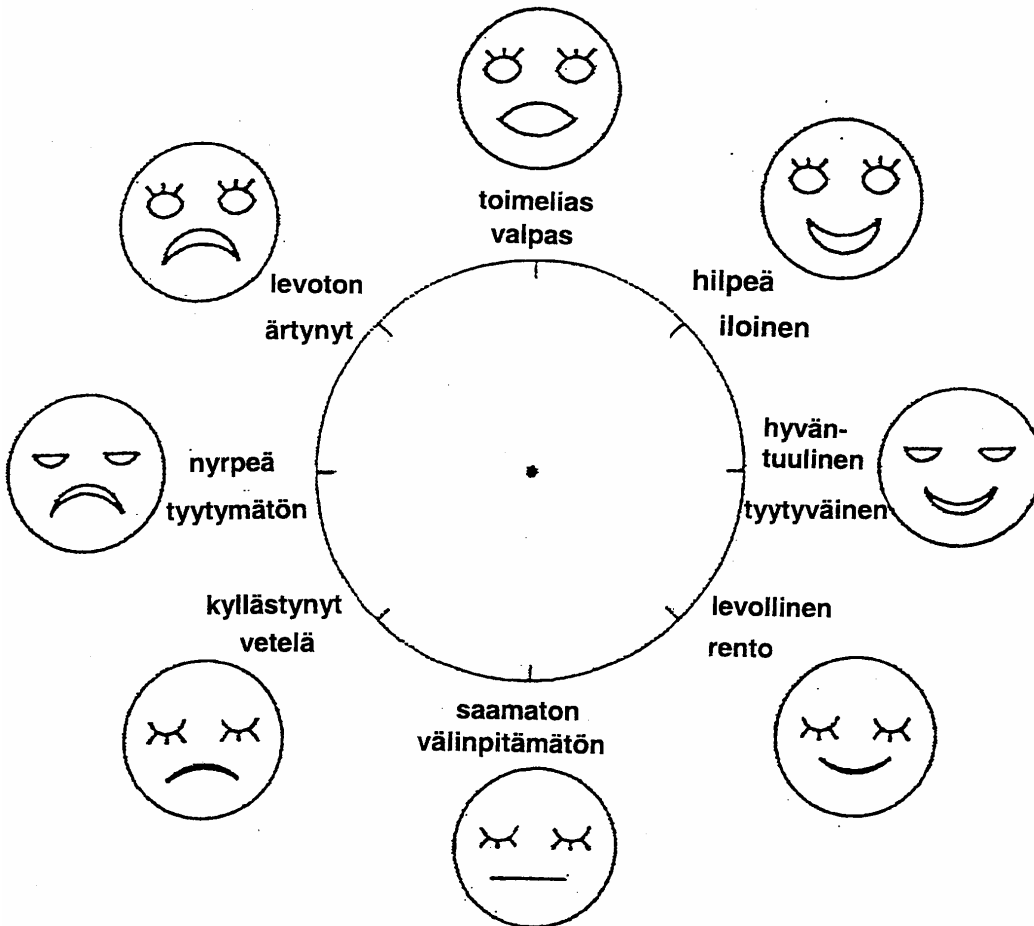 toimelias
valpas
hilpeä
iloinen
hyvän-
tuulinen
tyytyväinen
levollinen
rento
saamaton
välinpitämätön
kyllästynyt
vetelä
nyrpeä
tyytymätön
levoton
ärtynyt